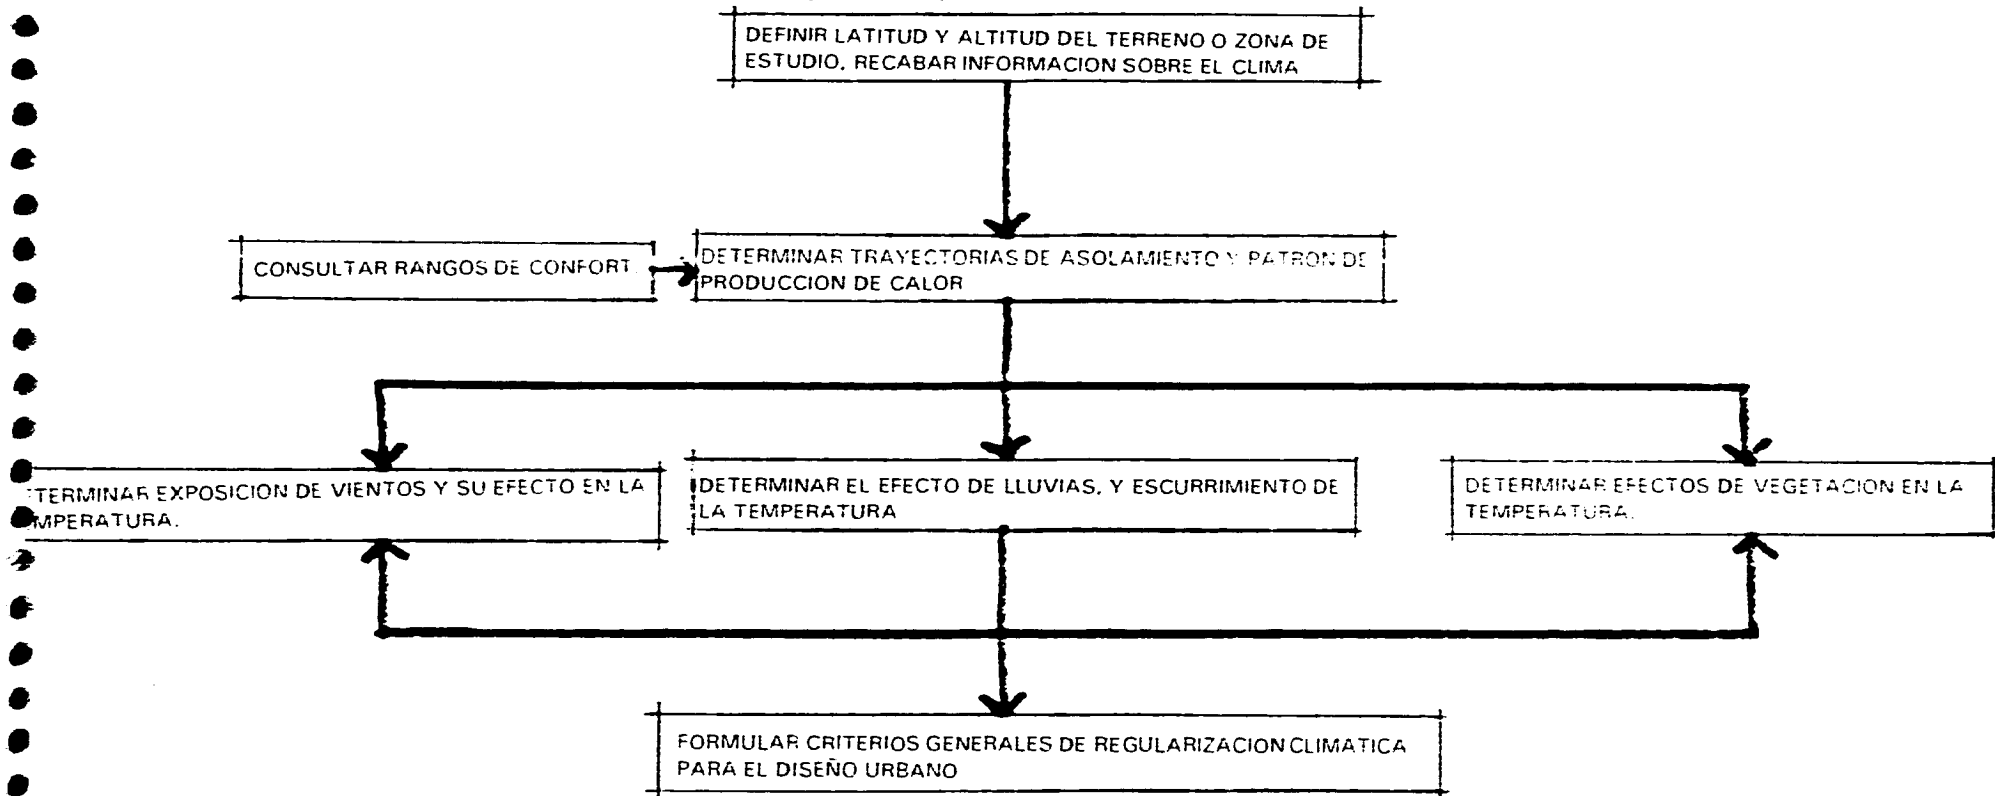 DEFINIR LATITUD Y ALTITUD DEL TERRENO O ZONA DE
ESTUDIO. RECABAR INFORMACION SOBRE EL CLIMA
CONSULTAR RANGOS DE CONFORT.
DETERMINAR TRAYECTORIAS DE ASOLAMIENTO Y PATRON DE
PRODUCCION DE CALOR
TERMINAR EXPOSICION DE VIENTOS Y SU EFECTO EN LA
MPERATURA.
DETERMINAR EL EFECTO DE LLUVIAS, Y ESCURRIMIENTO DE
LA TEMPERATURA
DETERMINAR EFECTOS DE VEGETACION EN LA
TEMPERATURA.
FORMULAR CRITERIOS GENERALES DE REGULARIZACION CLIMATICA
PARA EL DISEÑO URBANO